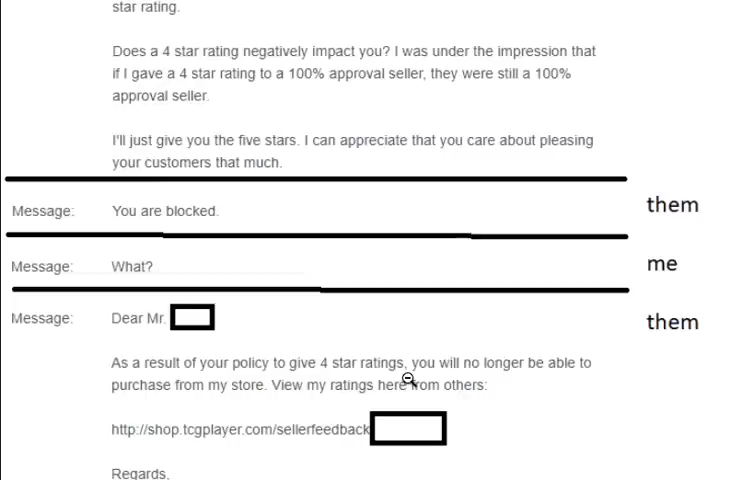 star rating.
Does a 4 star rating negatively impact you? I was under the impression that
if I gave a 4 star rating to a 100% approval seller, they were still a 100%
approval seller.
I'll just give you the five stars. I can appreciate that you care about pleasing
your customers that much.
Message: You are blocked. them
Message: What? me
Message: Dear Mr. them
As a result of your policy to give 4 star ratings, you will no longer be able to
purchase from my store. View my ratings here from others:
http://shop.tcgplayer.com/sellerfeedback
Regards,